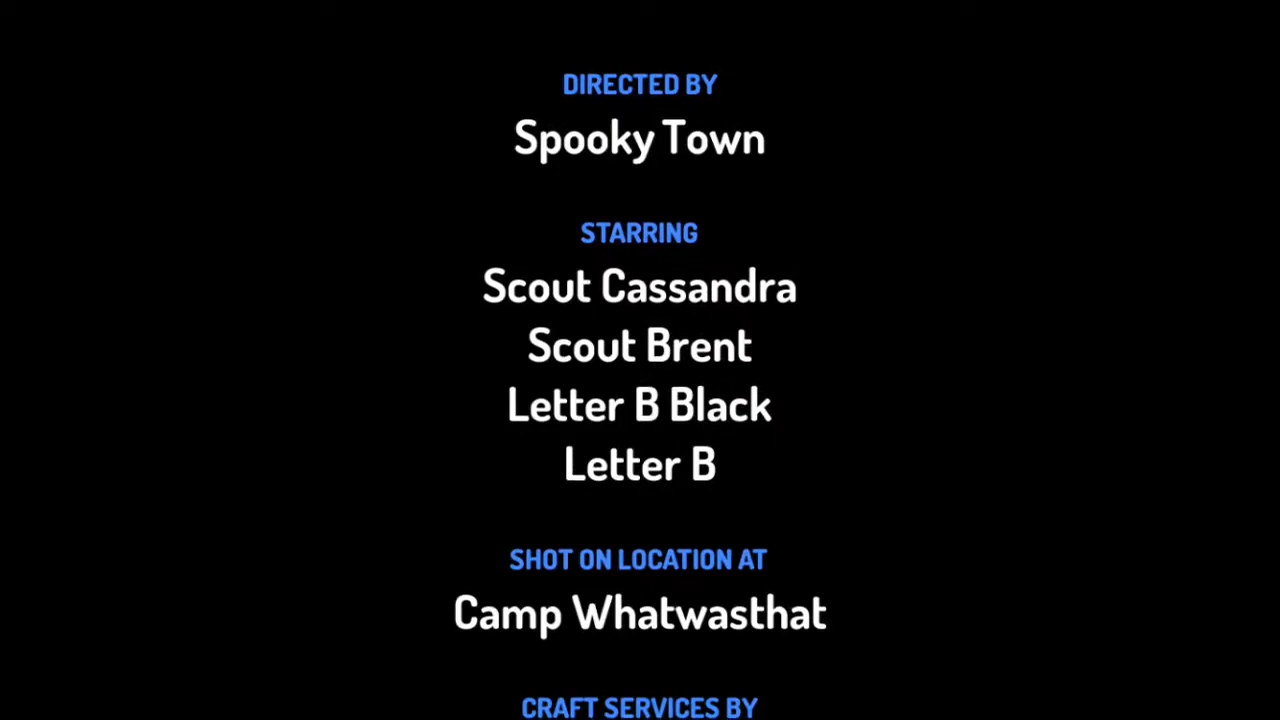 DIRECTED BY
Spooky Town
STARRING
Scout Cassandra
Scout Brent
Letter B Black
Letter B
SHOT ON LOCATION AT
Camp Whatwasthat
CRAFT SERVICES BY